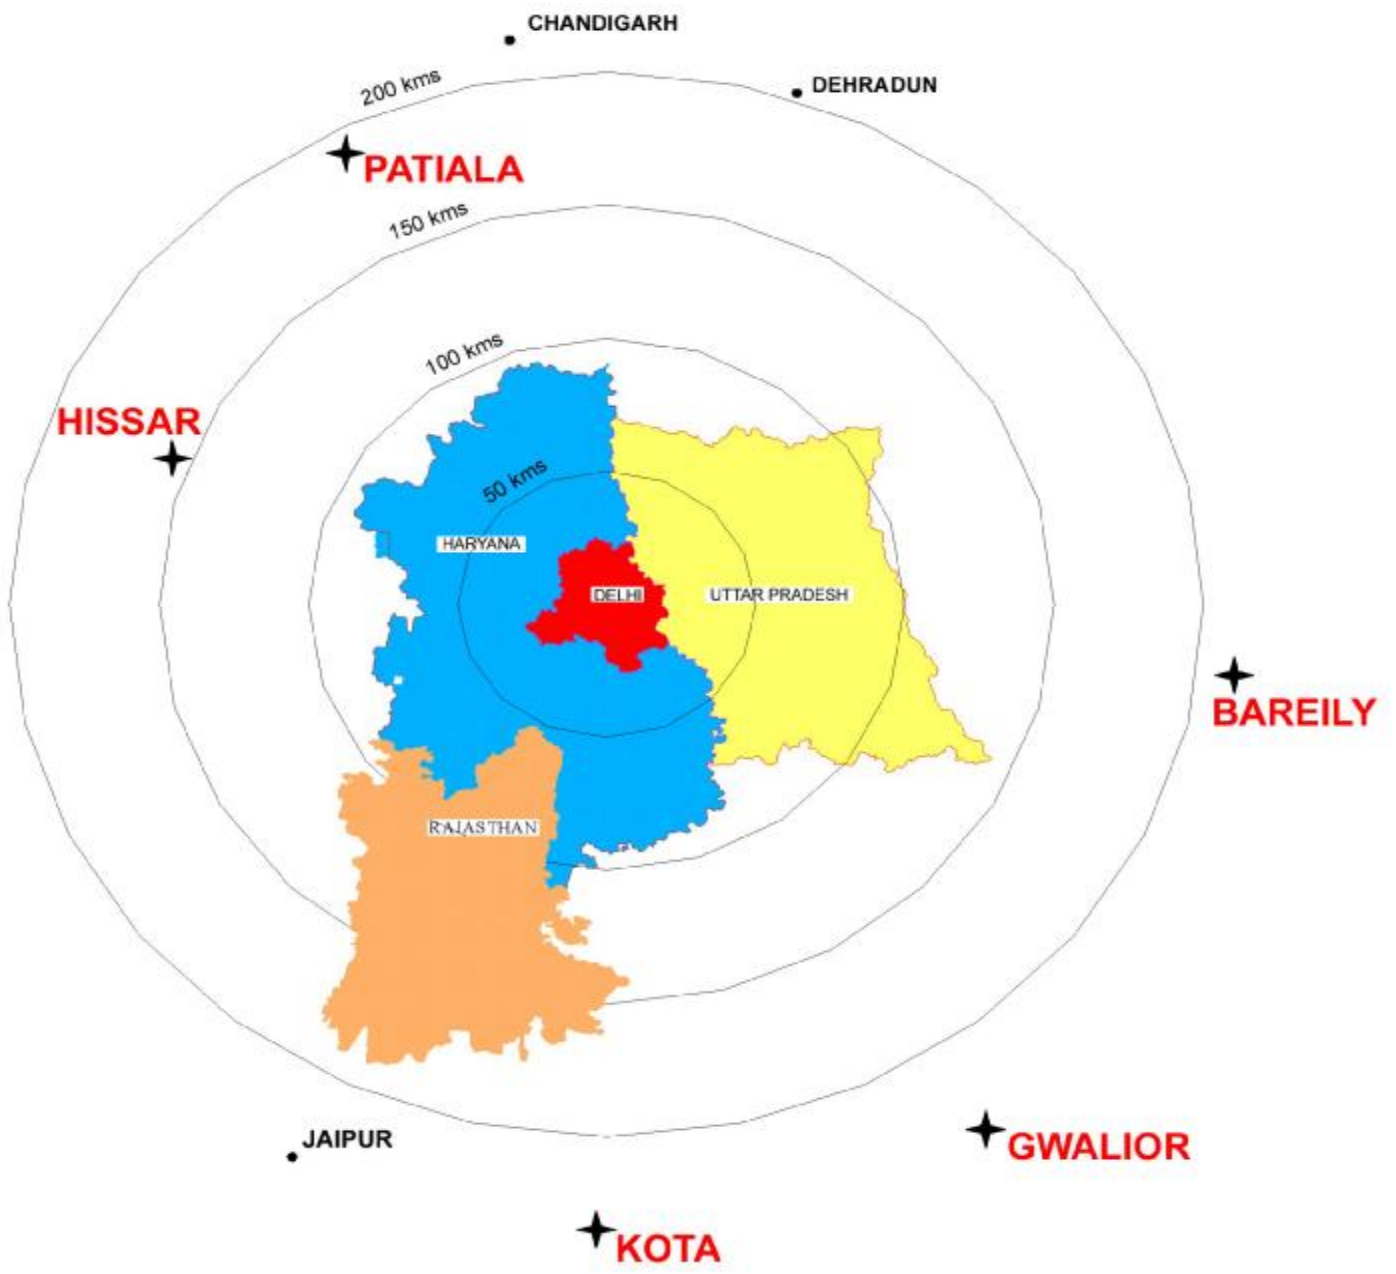 CHANDIGARH
200 kms
DEHRADUN
PATIALA
150 kms
100 kms
HISSAR
50 kms
HARYANA
DELHI
UTTAR PRADESH
BAREILY
RAJASTHAN
JAIPUR
GWALIOR
KOTA